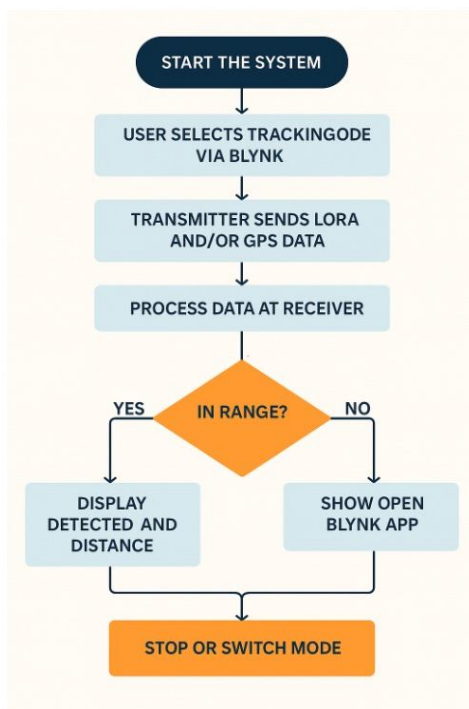 START THE SYSTEM
USER SELECTS TRACKINGODE
VIA BLYNK
TRANSMITTER SENDS LORA
AND/OR GPS DATA
PROCESS DATA AT RECEIVER
IN RANGE?
YES
NO
DISPLAY
DETECTED AND
DISTANCE
SHOW OPEN
BLYNK APP
STOP OR SWITCH MODE